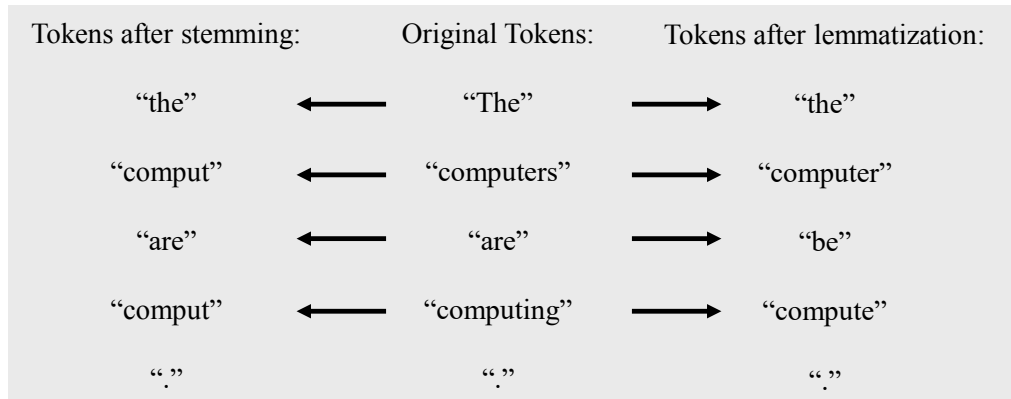 Tokens after stemming: Original Tokens: Tokens after lemmatization:
“the” “The” “the”
“comput” “computers” “computer”
“are” “are” “be”
“comput” “computing” “compute”
“.” “.” “.”